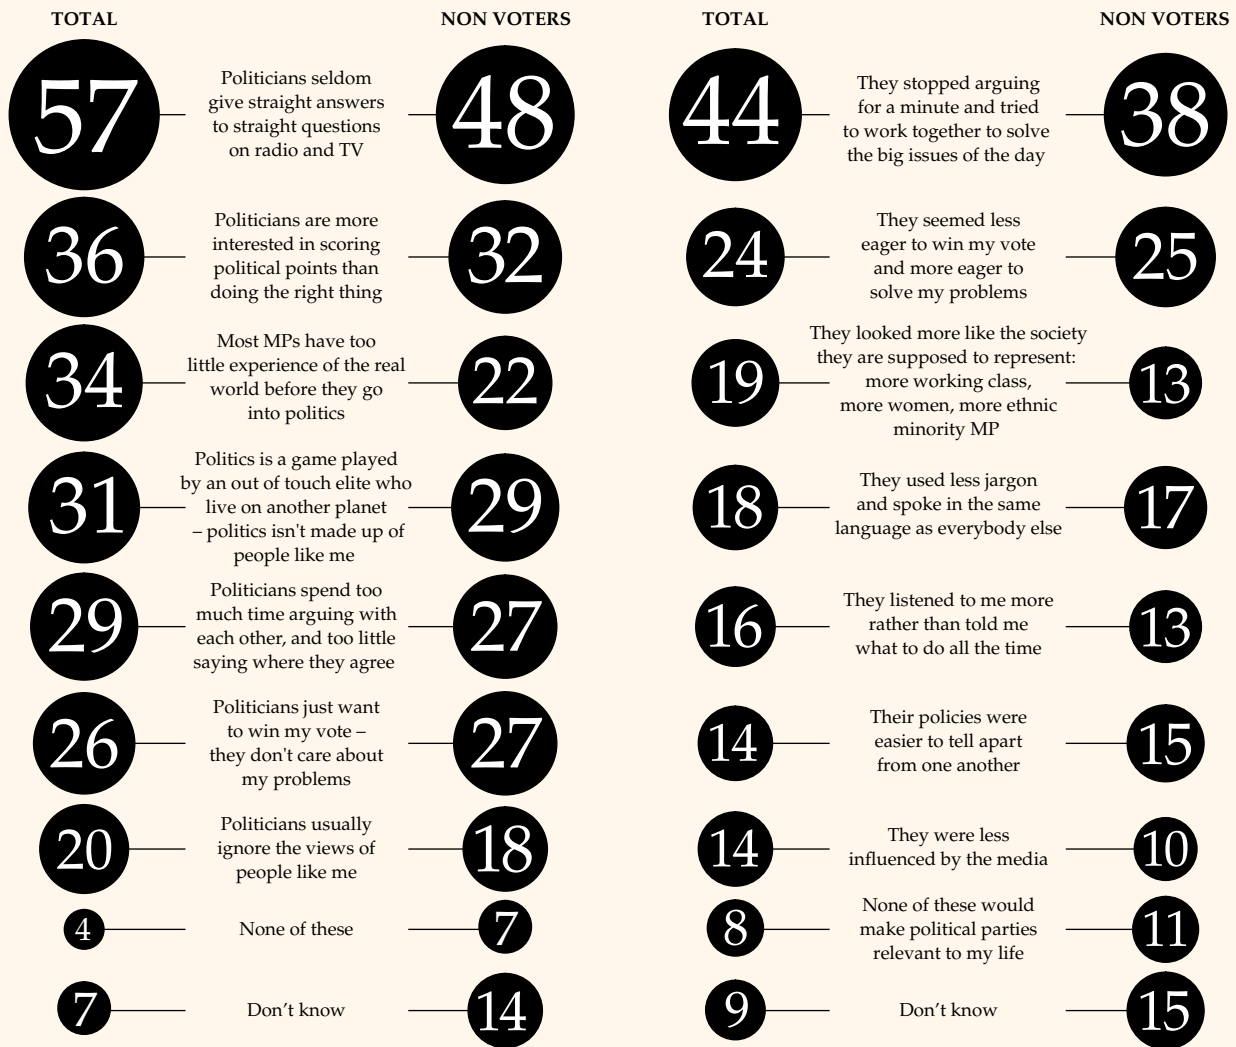 TOTAL
NON VOTERS
57
Politicians seldom
give straight answers
to straight questions
on radio and TV
48
36
Politicians are more
interested in scoring
political points than
doing the right thing
32
34
Most MPs have too
little experience of the real
world before they go
into politics
22
31
Politics is a game played
by an out of touch elite who
live on another planet
– politics isn't made up of
people like me
29
29
Politicians spend too
much time arguing with
each other, and too little
saying where they agree
27
26
Politicians just want
to win my vote –
they don't care about
my problems
27
20
Politicians usually
ignore the views of
people like me
18
4
None of these
7
7
Don’t know
14
TOTAL
NON VOTERS
44
They stopped arguing
for a minute and tried
to work together to solve
the big issues of the day
38
24
They seemed less
eager to win my vote
and more eager to
solve my problems
25
19
They looked more like the society
they are supposed to represent:
more working class,
more women, more ethnic
minority MP
13
18
They used less jargon
and spoke in the same
language as everybody else
17
16
They listened to me more
rather than told me
what to do all the time
13
14
Their policies were
easier to tell apart
from one another
15
14
They were less
influenced by the media
10
8
None of these would
make political parties
relevant to my life
11
9
Don’t know
15